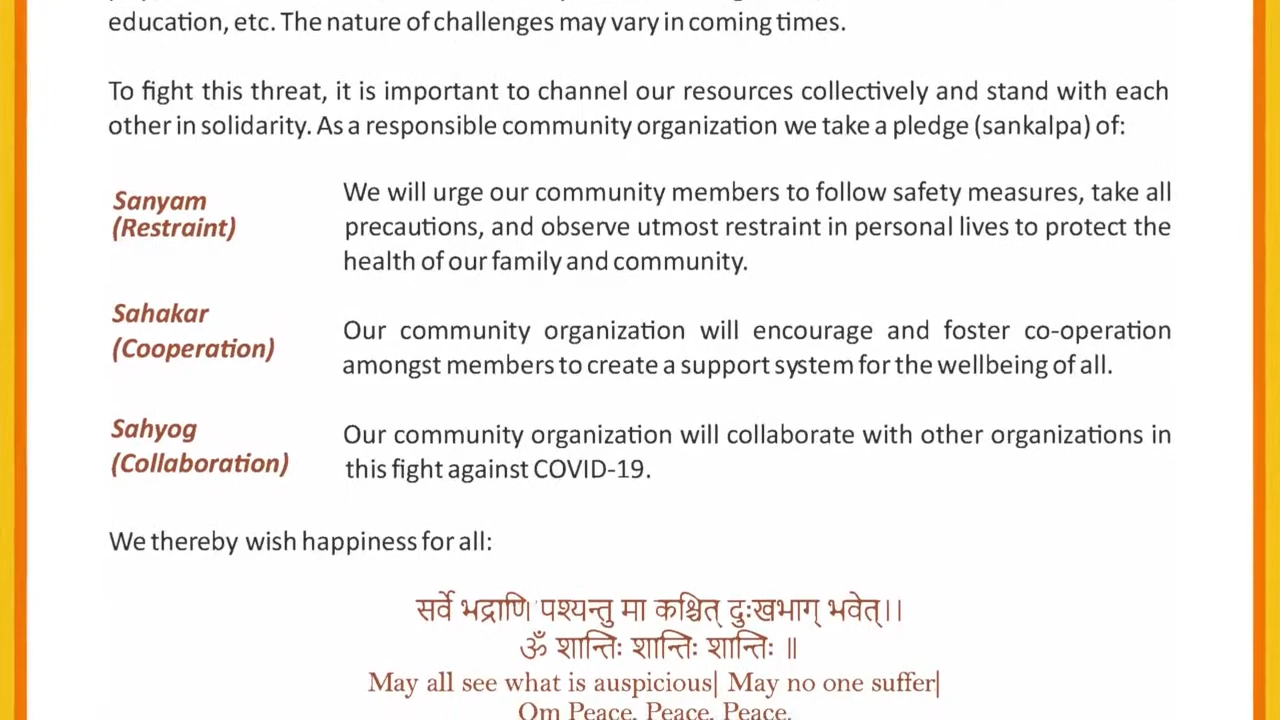 education, etc. The nature of challenges may vary in coming times.
To fight this threat, it is important to channel our resources collectively and stand with each
other in solidarity. As a responsible community organization we take a pledge (sankalpa) of:
Sanyam
(Restraint)
We will urge our community members to follow safety measures, take all
precautions, and observe utmost restraint in personal lives to protect the
health of our family and community.
Sahakar
(Cooperation)
Our community organization will encourage and foster co-operation
amongst members to create a support system for the wellbeing of all.
Sahyog
(Collaboration)
Our community organization will collaborate with other organizations in
this fight against COVID-19.
We thereby wish happiness for all:
सर्वे भद्राणि पश्यन्तु मा कश्चित् दुःखभाग् भवेत्।।
ॐ शान्तिः शान्तिः शान्तिः ॥
May all see what is auspicious| May no one suffer|
Om Peace, Peace, Peace.